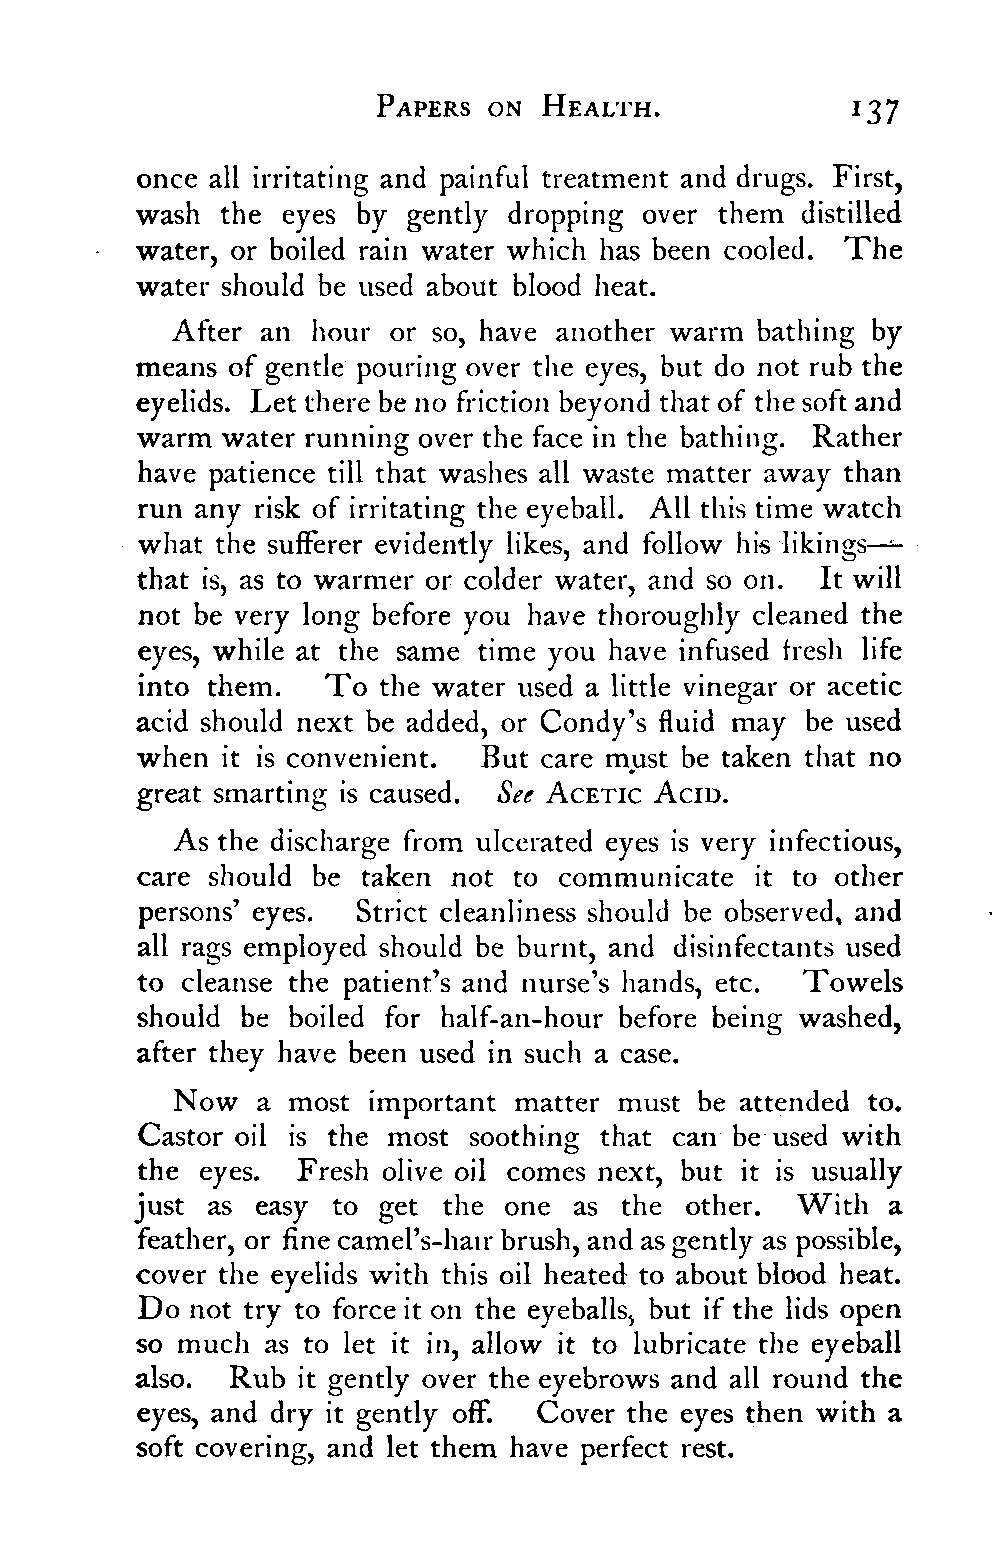 PAPERS ON HEALTH. 137
once all irritating and painful treatment and drugs. First,
wash the eyes by gently dropping over them distilled
water, or boiled rain water which has been cooled. The
water should be used about blood heat.
After an hour or so, have another warm bathing by
means of gentle pouring over the eyes, but do not rub the
eyelids. Let there be no friction beyond that of the soft and
warm water running over the face in the bathing. Rather
have patience till that washes all waste matter away than
run any risk of irritating the eyeball. All this time watch
what the sufferer evidently likes, and follow his likings—
that is, as to warmer or colder water, and so on. It will
not be very long before you have thoroughly cleaned the
eyes, while at the same time you have infused fresh life
into them. To the water used a little vinegar or acetic
acid should next be added, or Condy's fluid may be used
when it is convenient. But care must be taken that no
great smarting is caused. See ACETIC ACID.
As the discharge from ulcerated eyes is very infectious,
care should be taken not to communicate it to other
persons' eyes. Strict cleanliness should be observed, and
all rags employed should be burnt, and disinfectants used
to cleanse the patient's and nurse's hands, etc. Towels
should be boiled for half-an-hour before being washed,
after they have been used in such a case.
Now a most important matter must be attended to.
Castor oil is the most soothing that can be used with
the eyes. Fresh olive oil comes next, but it is usually
just as easy to get the one as the other. With a
feather, or fine camel's-hair brush, and as gently as possible,
cover the eyelids with this oil heated to about blood heat.
Do not try to force it on the eyeballs, but if the lids open
so much as to let it in, allow it to lubricate the eyeball
also. Rub it gently over the eyebrows and all round the
eyes, and dry it gently off. Cover the eyes then with a
soft covering, and let them have perfect rest.